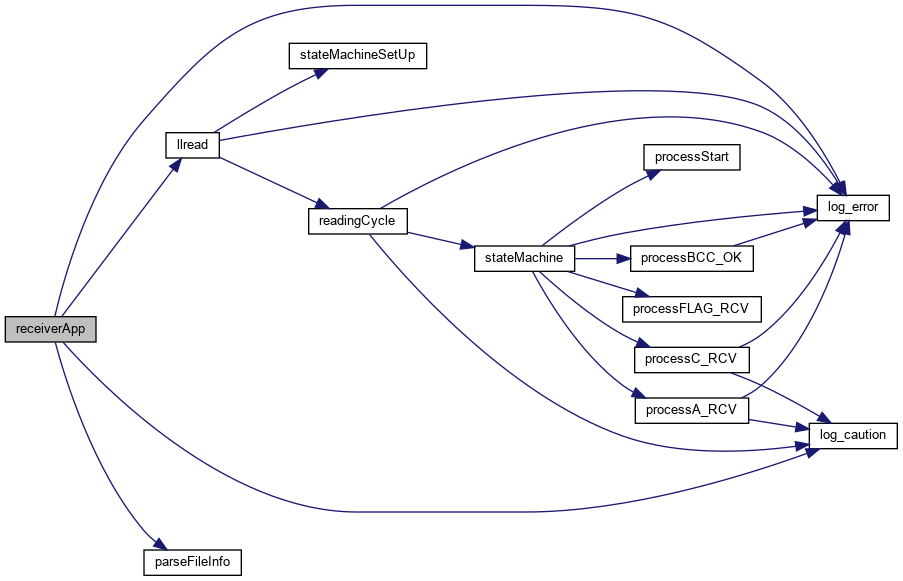 stateMachineSetUp
llread
processStart
log_error
readingCycle
stateMachine
processBCC_OK
processFLAG_RCV
receiverApp
processC_RCV
processA_RCV
log_caution
parseFileInfo